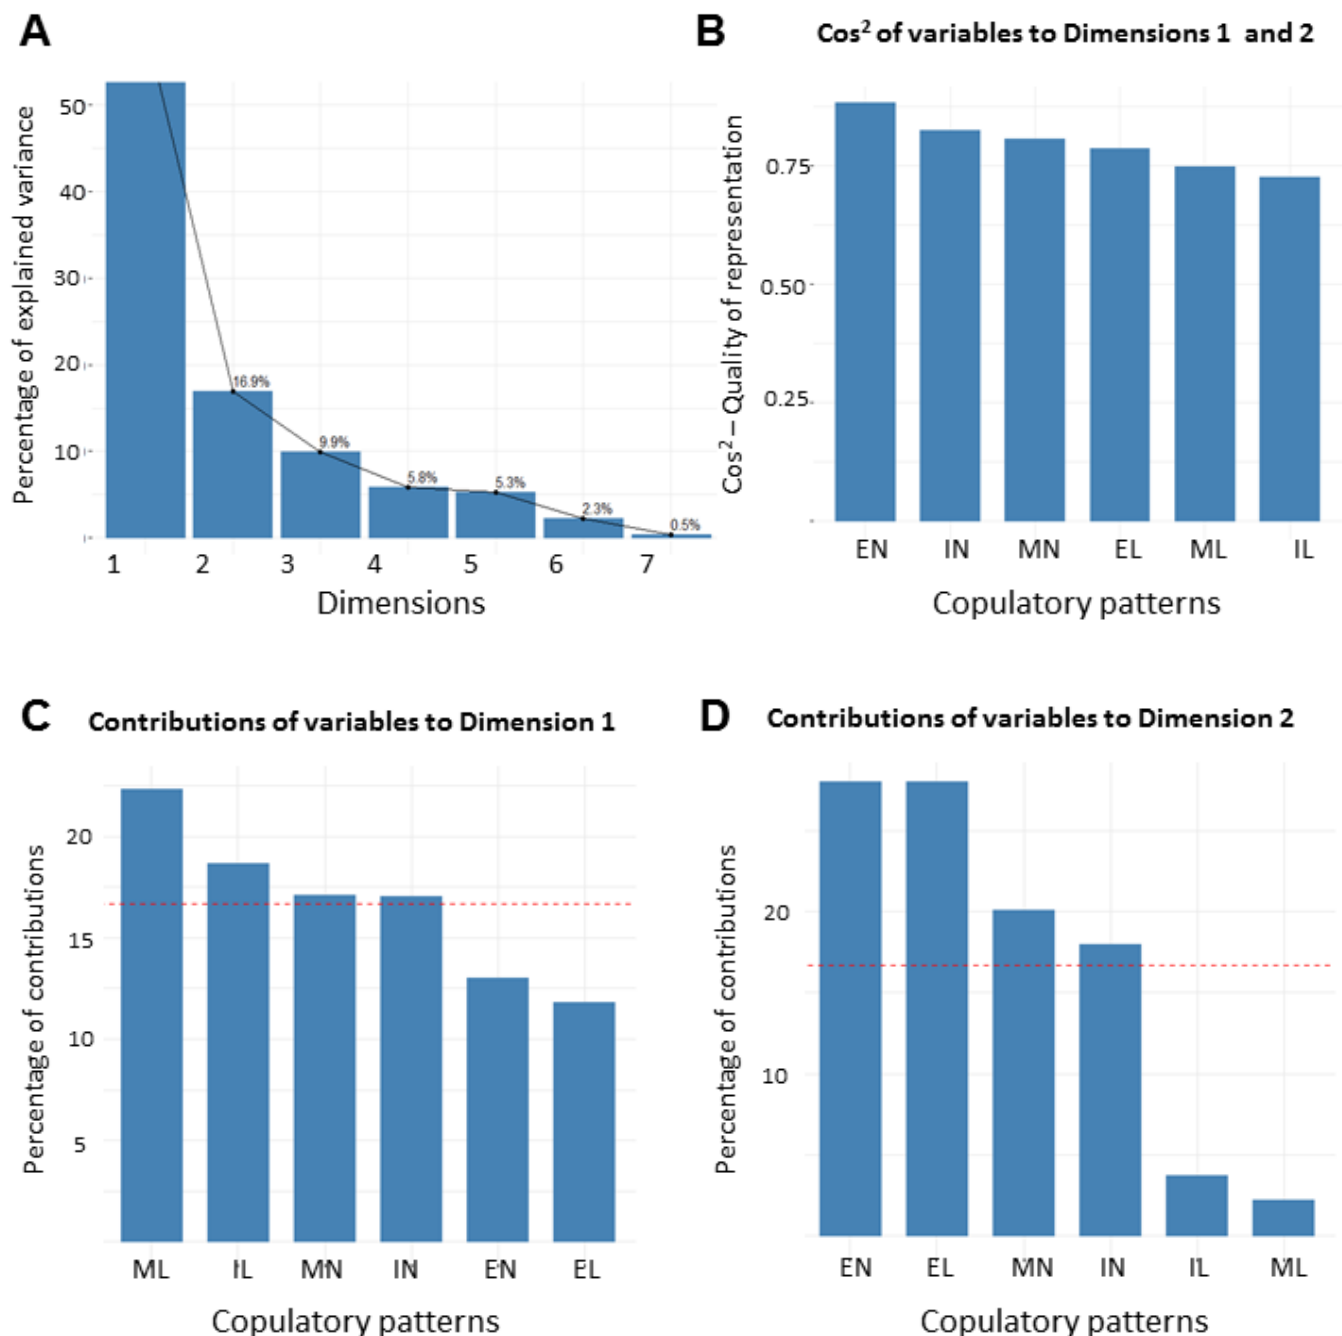 A
Percentage of explained variance
50
40
30
20
10
16.9%
9.9%
5.8%
5.3%
2.3%
0.5%
1 2 3 4 5 6 7
Dimensions
B
Cos² of variables to Dimensions 1 and 2
Cos² – Quality of representation
0.75
0.50
0.25
EN IN MN EL ML IL
Copulatory patterns
C
Contributions of variables to Dimension 1
Percentage of contributions
20
15
10
5
ML IL MN IN EN EL
Copulatory patterns
D
Contributions of variables to Dimension 2
Percentage of contributions
20
10
EN EL MN IN IL ML
Copulatory patterns